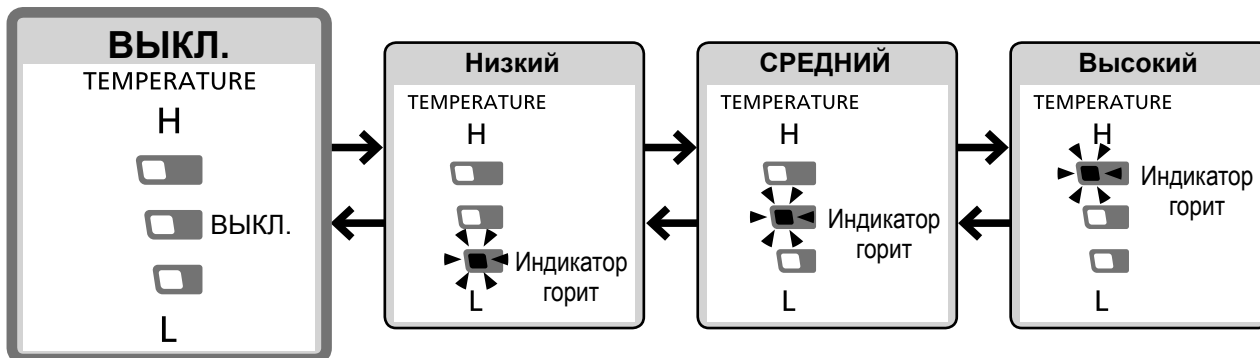 ВЫКЛ.
TEMPERATURE
H
ВЫКЛ.
L
Низкий
TEMPERATURE
H
Индикатор
горит
L
СРЕДНИЙ
TEMPERATURE
H
Индикатор
горит
L
Высокий
TEMPERATURE
H
Индикатор
горит
L